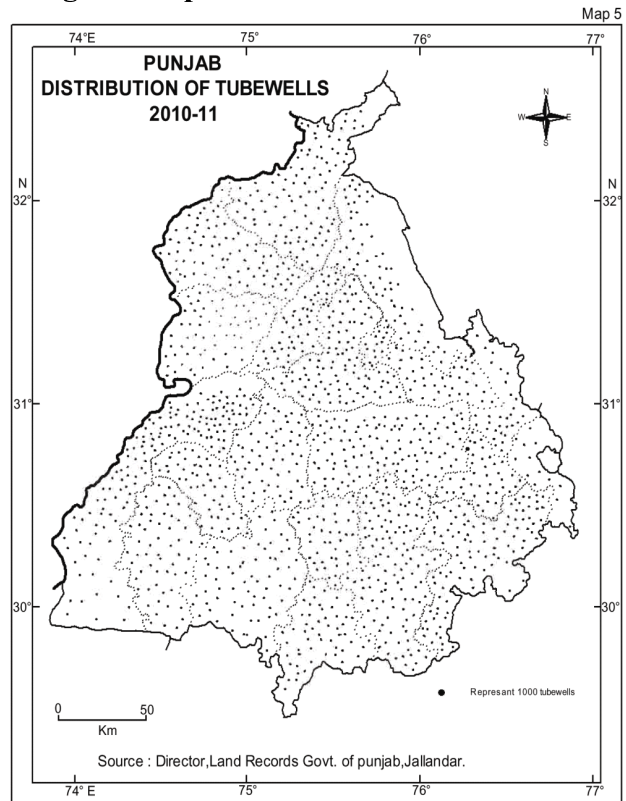 Map 5
74°E 75° 76° 77°
PUNJAB
DISTRIBUTION OF TUBEWELLS
2010-11
N
W E
S
N N
32° 32°
31° 31°
30° 30°
Represant 1000 tubewells
0 50
Km
Source : Director,Land Records Govt. of punjab,Jallandar.
74° E 75° 76° 77°